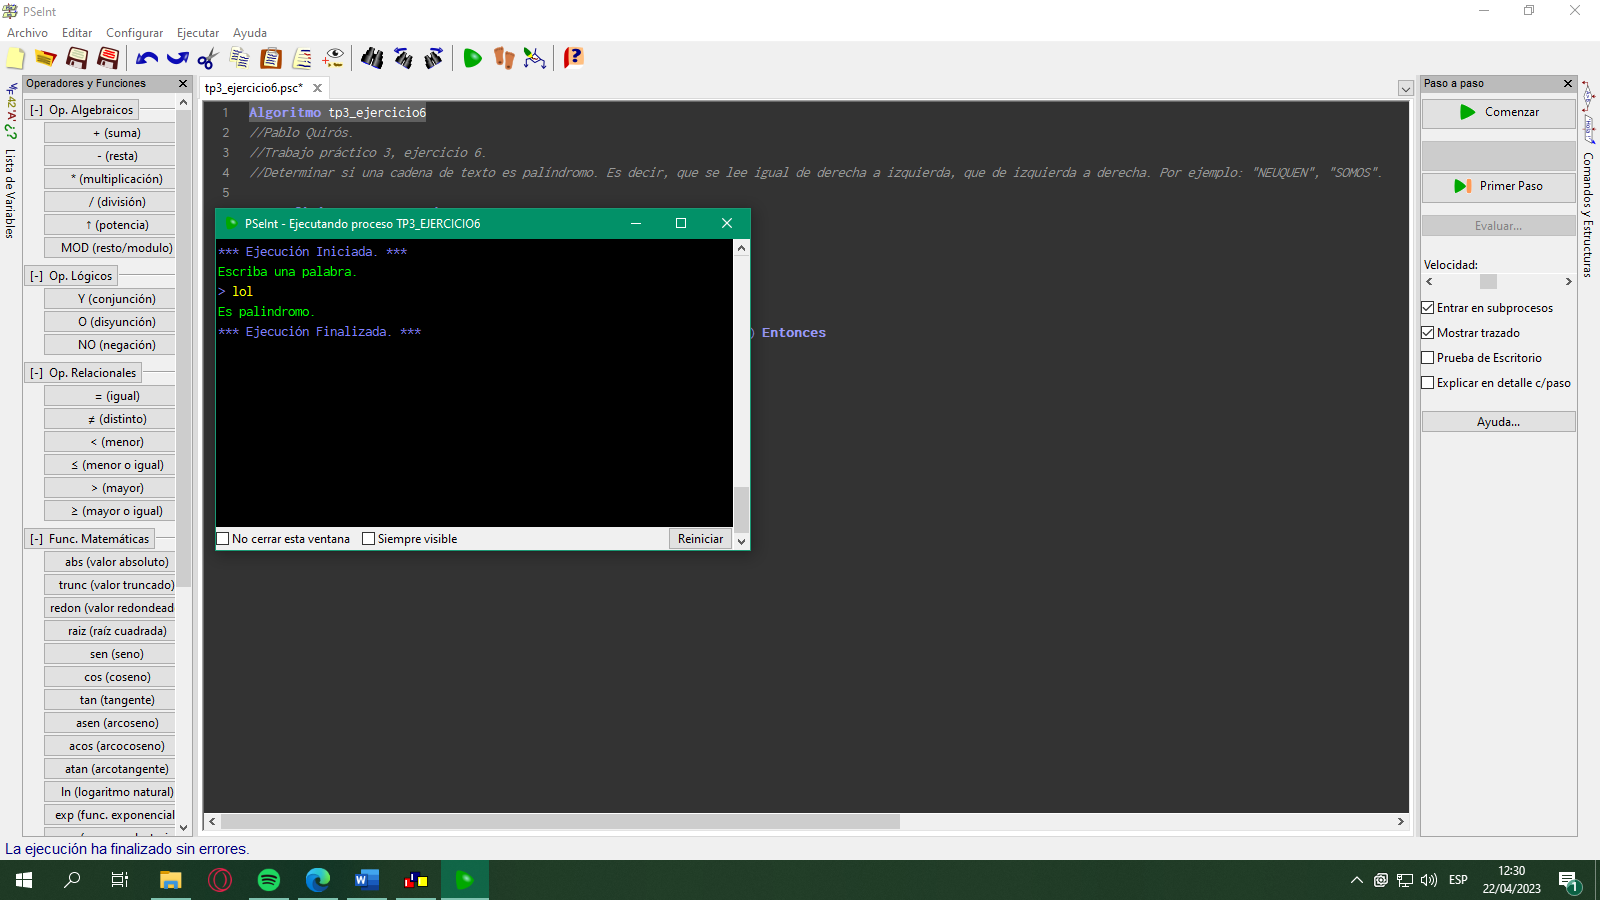 PSeInt
Archivo Editar Configurar Ejecutar Ayuda
Operadores y Funciones
[-] Op. Algebraicos
+ (suma)
- (resta)
* (multiplicación)
/ (división)
↑ (potencia)
MOD (resto/modulo)
[-] Op. Lógicos
Y (conjunción)
O (disyunción)
NO (negación)
[-] Op. Relacionales
= (igual)
≠ (distinto)
< (menor)
≤ (menor o igual)
> (mayor)
≥ (mayor o igual)
[-] Func. Matemáticas
abs (valor absoluto)
trunc (valor truncado)
redon (valor redondead
raiz (raíz cuadrada)
sen (seno)
cos (coseno)
tan (tangente)
asen (arcoseno)
acos (arcocoseno)
atan (arcotangente)
ln (logaritmo natural)
exp (func. exponencial
Lista de Variables
tp3_ejercicio6.psc*
1 Algoritmo tp3_ejercicio6
2 //Pablo Quirós.
3 //Trabajo práctico 3, ejercicio 6.
4 //Determinar si una cadena de texto es palíndromo. Es decir, que se lee igual de derecha a izquierda, que de izquierda a derecha. Por ejemplo: "NEUQUEN", "SOMOS".
5
) Entonces
PSeInt - Ejecutando proceso TP3_EJERCICIO6
*** Ejecución Iniciada. ***
Escriba una palabra.
> lol
Es palindromo.
*** Ejecución Finalizada. ***
No cerrar esta ventana Siempre visible Reiniciar
Paso a paso
Comenzar
Primer Paso
Evaluar...
Velocidad:
Entrar en subprocesos
Mostrar trazado
Prueba de Escritorio
Explicar en detalle c/paso
Ayuda...
Comandos y Estructuras
La ejecución ha finalizado sin errores.
ESP
12:30
22/04/2023
1